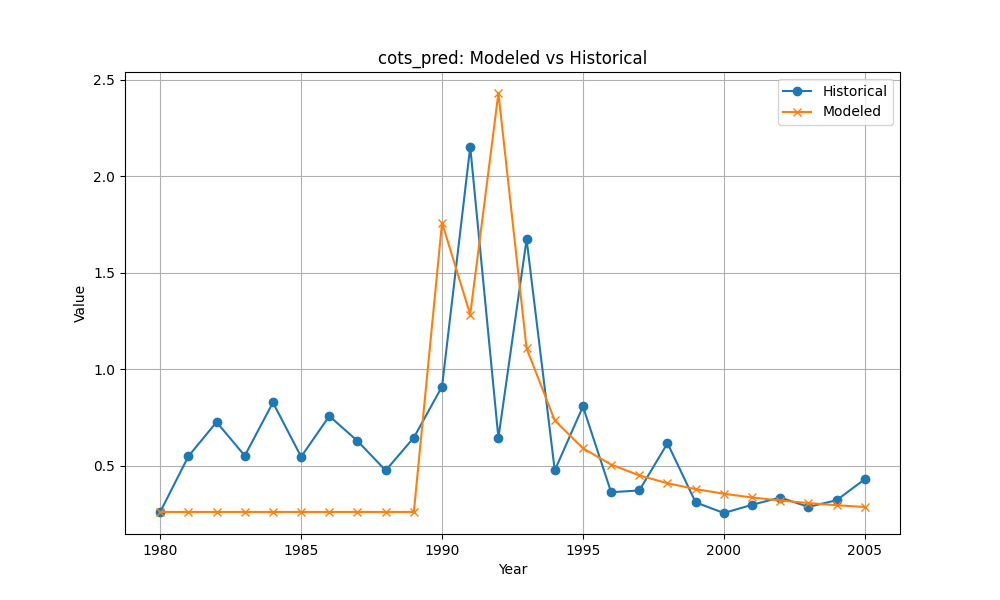 cots_pred: Modeled vs Historical
Historical
Modeled
2.5
2.0
1.5
1.0
0.5
Value
1980
1985
1990
1995
2000
2005
Year